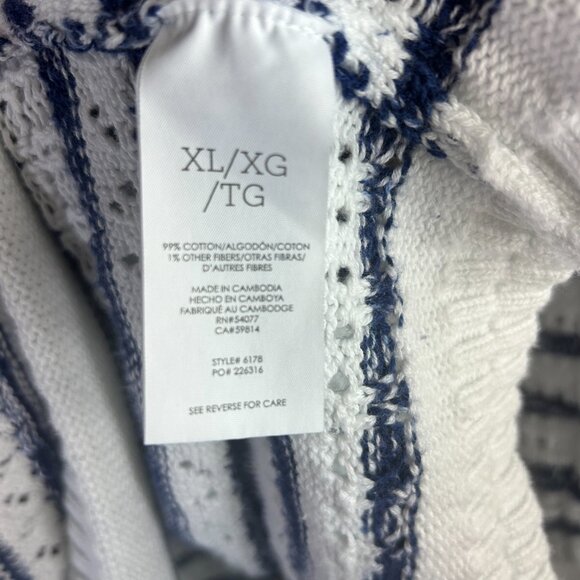 XL/XG
/TG
99% COTTON/ALGODÓN/COTON
1% OTHER FIBERS/OTRAS FIBRAS/
D'AUTRES FIBRES
MADE IN CAMBODIA
HECHO EN CAMBOYA
FABRIQUÉ AU CAMBODGE
RN#54077
CA#59814
STYLE# 6178
PO# 226316
SEE REVERSE FOR CARE